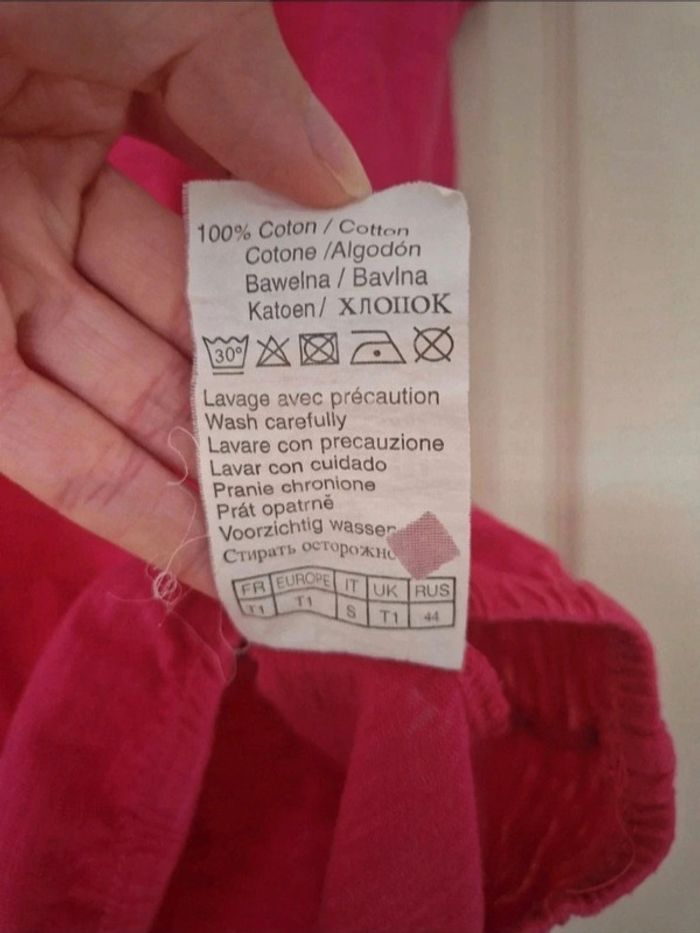 100% Coton / Cotton
Cotone /Algodón
Bawelna / Bavlna
Katoen / ХЛОПОК
30°
Lavage avec précaution
Wash carefully
Lavare con precauzione
Lavar con cuidado
Pranie chronione
Prát opatrně
Voorzichtig wassen
Стирать осторожно
FR EUROPE IT UK RUS
T1 T1 S T1 44